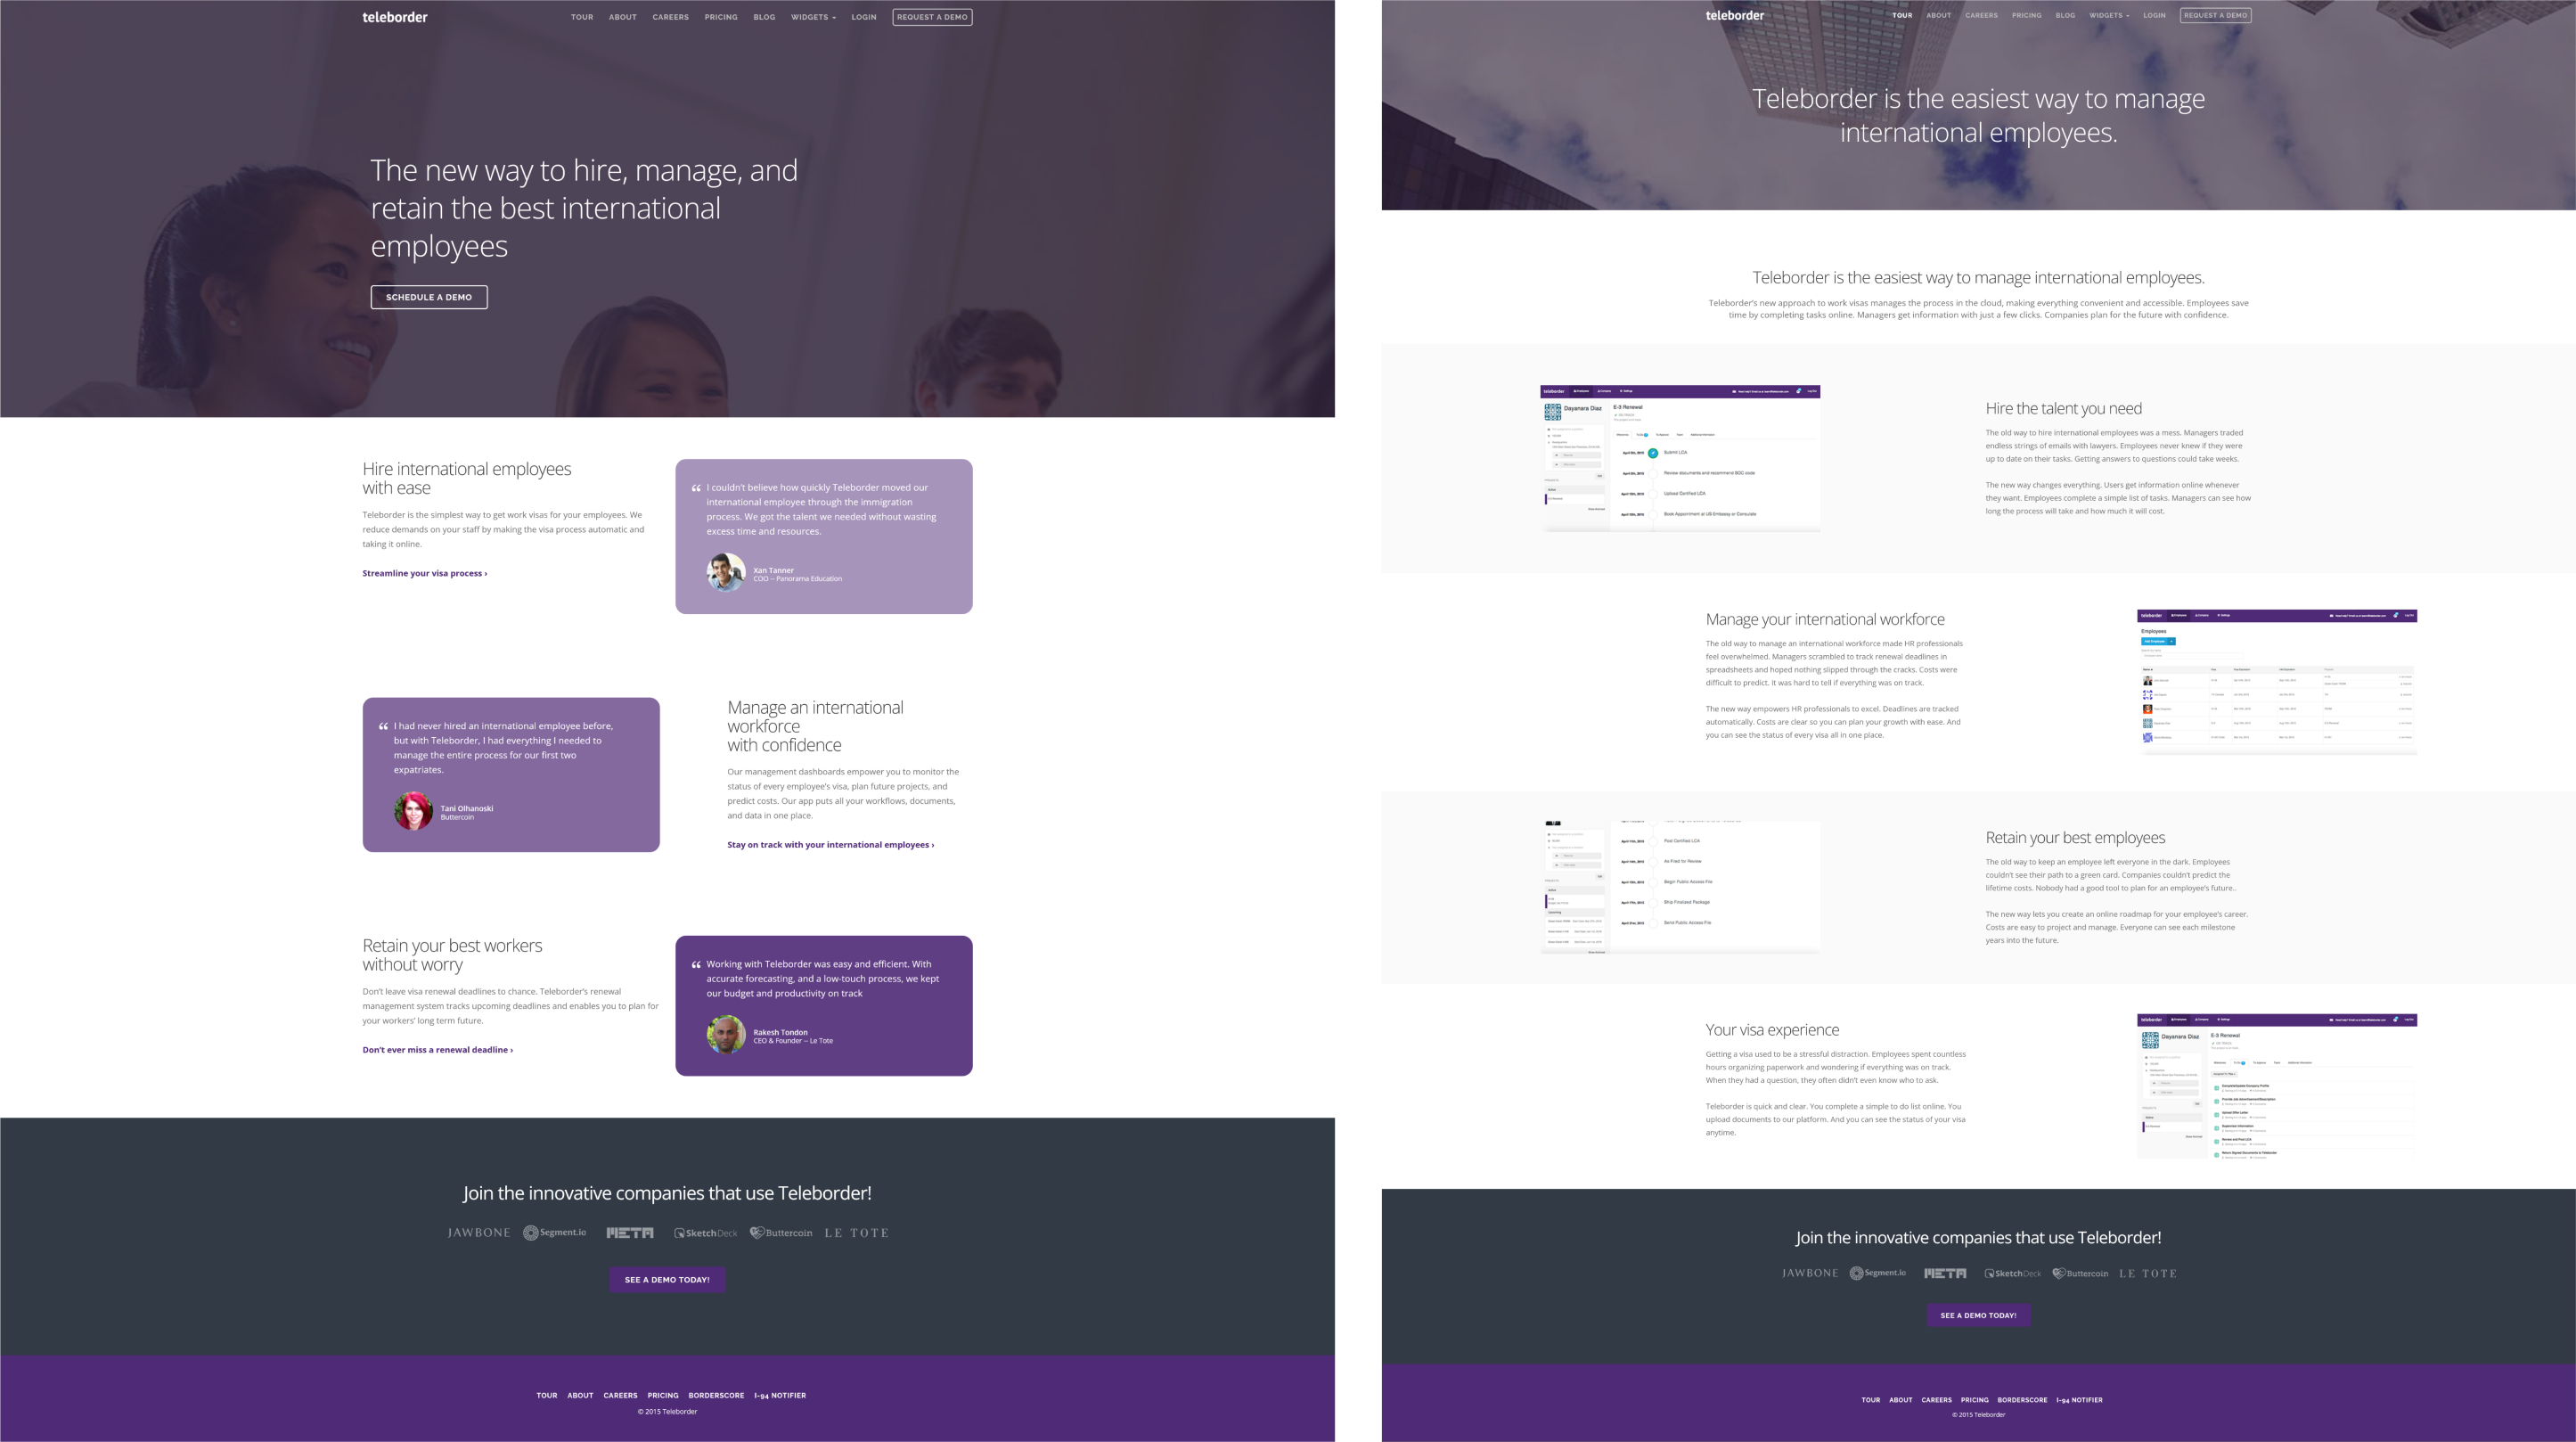 teleborder
TOUR ABOUT CAREERS PRICING BLOG WIDGETS LOGIN REQUEST A DEMO
The new way to hire, manage, and
retain the best international
employees
SCHEDULE A DEMO
Hire international employees
with ease
Teleborder is the simplest way to get work visas for your employees. We
reduce demands on your staff by making the visa process automatic and
taking it online.
Streamline your visa process ›
“ I couldn't believe how quickly Teleborder moved our
international employee through the immigration
process. We got the talent we needed without wasting
excess time and resources.
Xan Tanner
COO -- Panorama Education
“ I had never hired an international employee before,
but with Teleborder, I had everything I needed to
manage the entire process for our first two
expatriates.
Tani Olhanoski
Buttercoin
Manage an international
workforce
with confidence
Our management dashboards empower you to monitor the
status of every employee's visa, plan future projects, and
predict costs. Our app puts all your workflows, documents,
and data in one place.
Stay on track with your international employees ›
Retain your best workers
without worry
Don't leave visa renewal deadlines to chance. Teleborder's renewal
management system tracks upcoming deadlines and enables you to plan for
your workers' long term future.
Don't ever miss a renewal deadline ›
“ Working with Teleborder was easy and efficient. With
accurate forecasting, and a low-touch process, we kept
our budget and productivity on track
Rakesh Tondon
CEO & Founder -- Le Tote
Join the innovative companies that use Teleborder!
JAWBONE Segment.io META SketchDeck Buttercoin LE TOTE
SEE A DEMO TODAY!
TOUR ABOUT CAREERS PRICING BORDERSCORE I-94 NOTIFIER
© 2015 Teleborder
teleborder
TOUR ABOUT CAREERS PRICING BLOG WIDGETS LOGIN REQUEST A DEMO
Teleborder is the easiest way to manage
international employees.
Teleborder is the easiest way to manage international employees.
Teleborder's new approach to work visas manages the process in the cloud, making everything convenient and accessible. Employees save
time by completing tasks online. Managers get information with just a few clicks. Companies plan for the future with confidence.
teleborder
Dayanara Diaz
E-3 Renewal
Submit LCA
Review documents and recommend SOC code
Upload Certified LCA
Book Appointment at US Embassy or Consulate
Hire the talent you need
The old way to hire international employees was a mess. Managers traded
endless strings of emails with lawyers. Employees never knew if they were
up to date on their tasks. Getting answers to questions could take weeks.
The new way changes everything. Users get information online whenever
they want. Employees complete a simple list of tasks. Managers can see how
long the process will take and how much it will cost.
Manage your international workforce
The old way to manage an international workforce made HR professionals
feel overwhelmed. Managers scrambled to track renewal deadlines in
spreadsheets and hoped nothing slipped through the cracks. Costs were
difficult to predict. It was hard to tell if everything was on track.
The new way empowers HR professionals to excel. Deadlines are tracked
automatically. Costs are clear so you can plan your growth with ease. And
you can see the status of every visa all in one place.
teleborder
Employees
Post Certified LCA
Begin Public Access File
Ship Finalized Package
Send Public Access File
Retain your best employees
The old way to keep an employee left everyone in the dark. Employees
couldn't see their path to a green card. Companies couldn't predict the
lifetime costs. Nobody had a good tool to plan for an employee's future..
The new way lets you create an online roadmap for your employee's career.
Costs are easy to project and manage. Everyone can see each milestone
years into the future.
Your visa experience
Getting a visa used to be a stressful distraction. Employees spent countless
hours organizing paperwork and wondering if everything was on track.
When they had a question, they often didn't even know who to ask.
Teleborder is quick and clear. You complete a simple to do list online. You
upload documents to our platform. And you can see the status of your visa
anytime.
teleborder
Dayanara Diaz
E-3 Renewal
Join the innovative companies that use Teleborder!
JAWBONE Segment.io META SketchDeck Buttercoin LE TOTE
SEE A DEMO TODAY!
TOUR ABOUT CAREERS PRICING BORDERSCORE I-94 NOTIFIER
© 2015 Teleborder